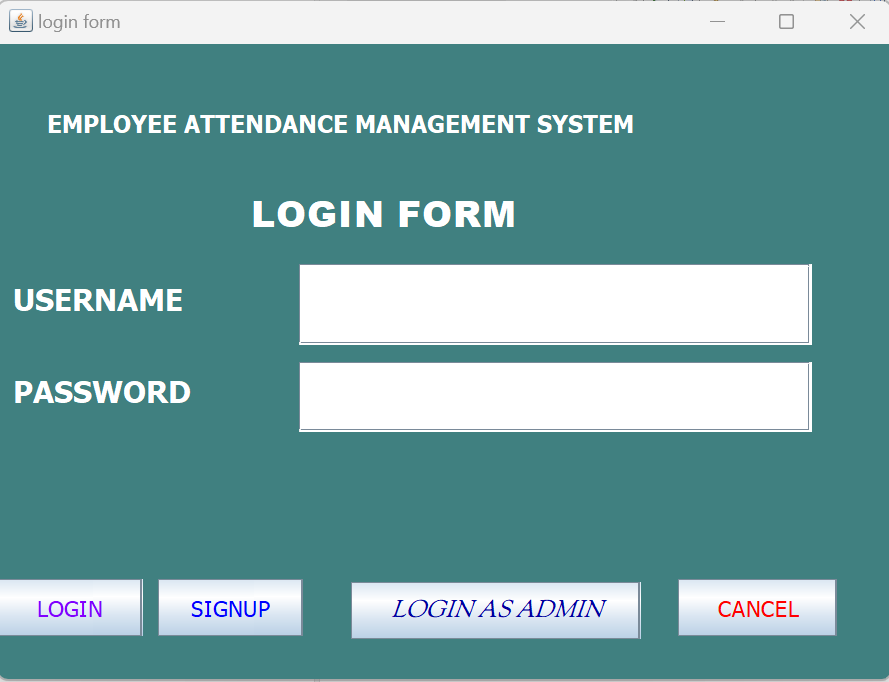 login form
EMPLOYEE ATTENDANCE MANAGEMENT SYSTEM
LOGIN FORM
USERNAME
PASSWORD
LOGIN SIGNUP LOGIN AS ADMIN CANCEL